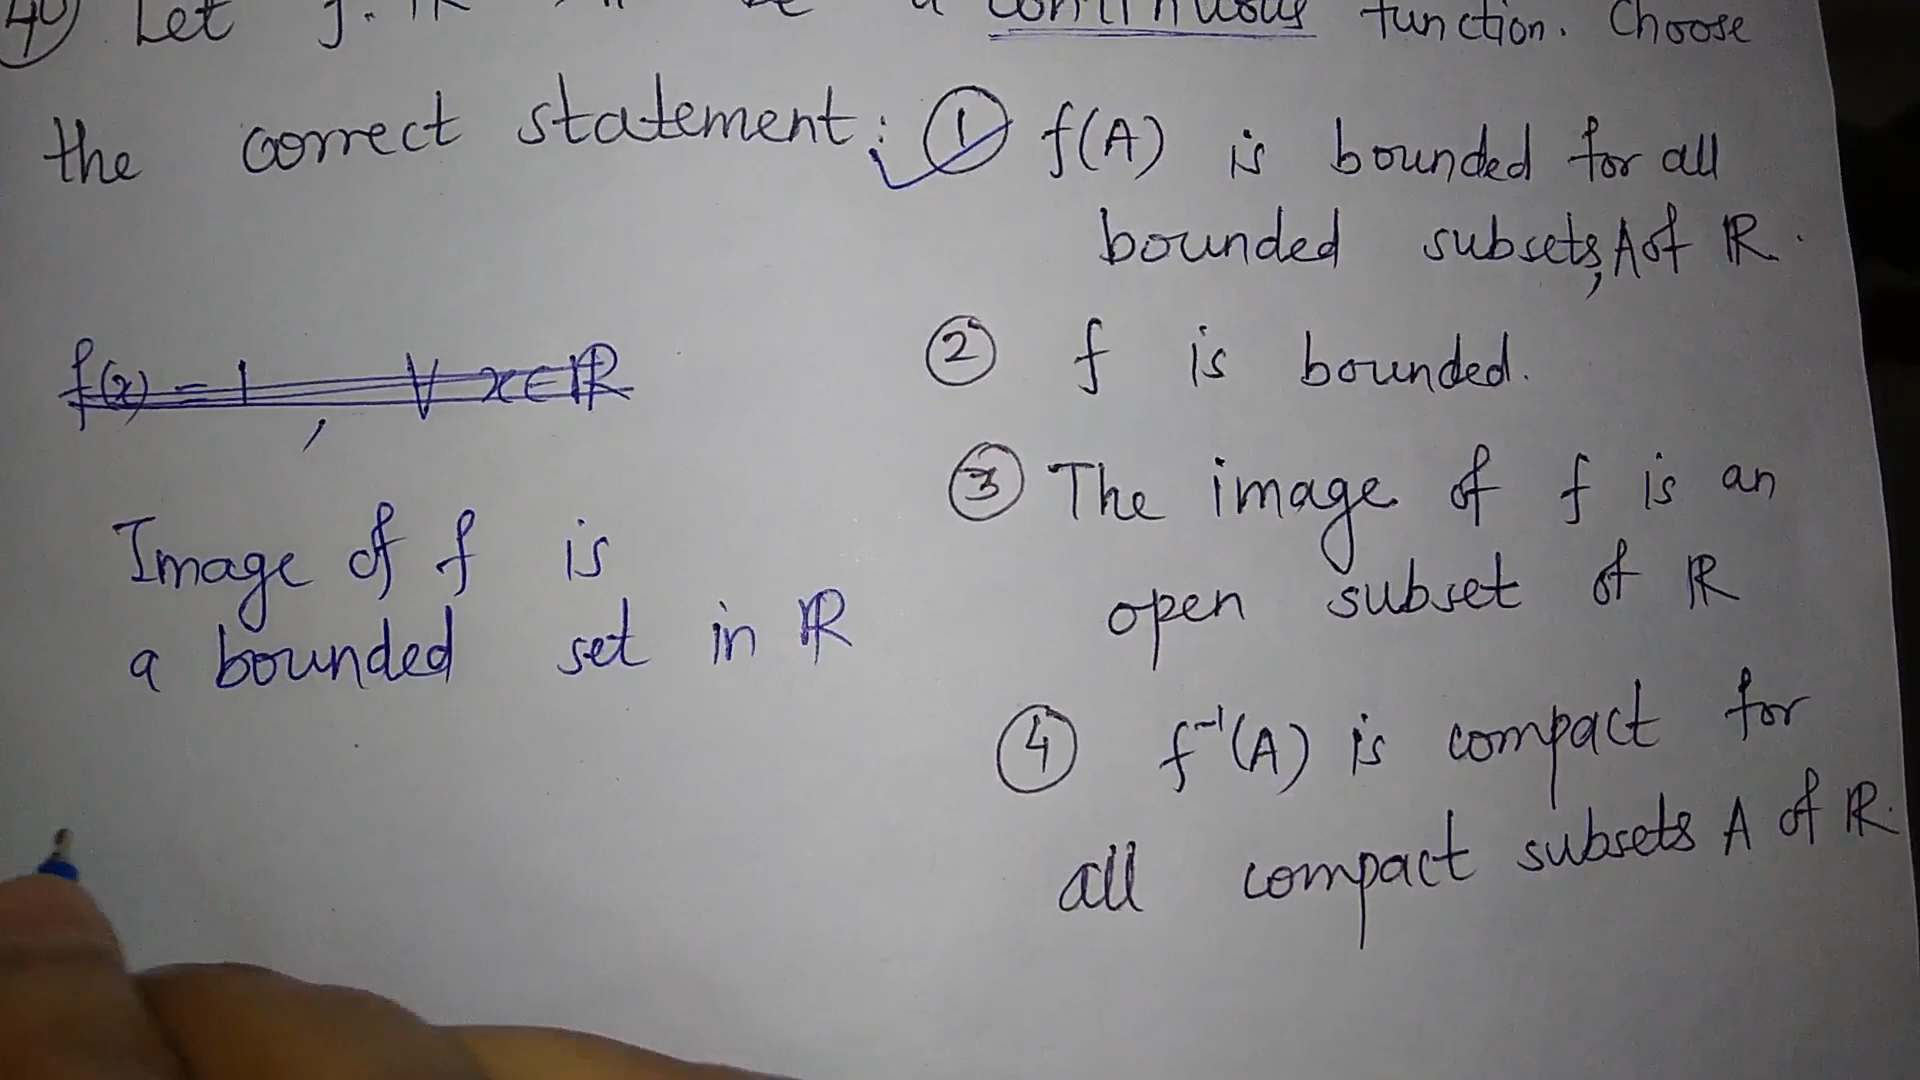 40 Let f: R be a continuous function. Choose
the correct statement: ① f(A) is bounded for all
bounded subsets, A of ℝ.
② f is bounded.
③ The image of f is an
open subset of ℝ
④ f⁻¹(A) is compact for
all compact subsets A of ℝ.
f(x) = 1, ∀ x∈ℝ
Image of f is
a bounded set in ℝ